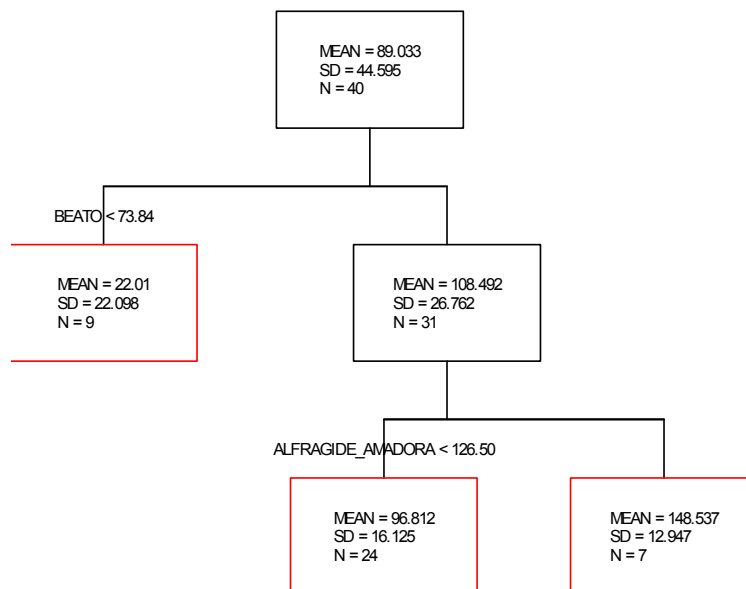 MEAN = 89.033
SD = 44.595
N = 40
BEATO < 73.84
MEAN = 22.01
SD = 22.098
N = 9
MEAN = 108.492
SD = 26.762
N = 31
ALFRAGIDE_AMADORA < 126.50
MEAN = 96.812
SD = 16.125
N = 24
MEAN = 148.537
SD = 12.947
N = 7